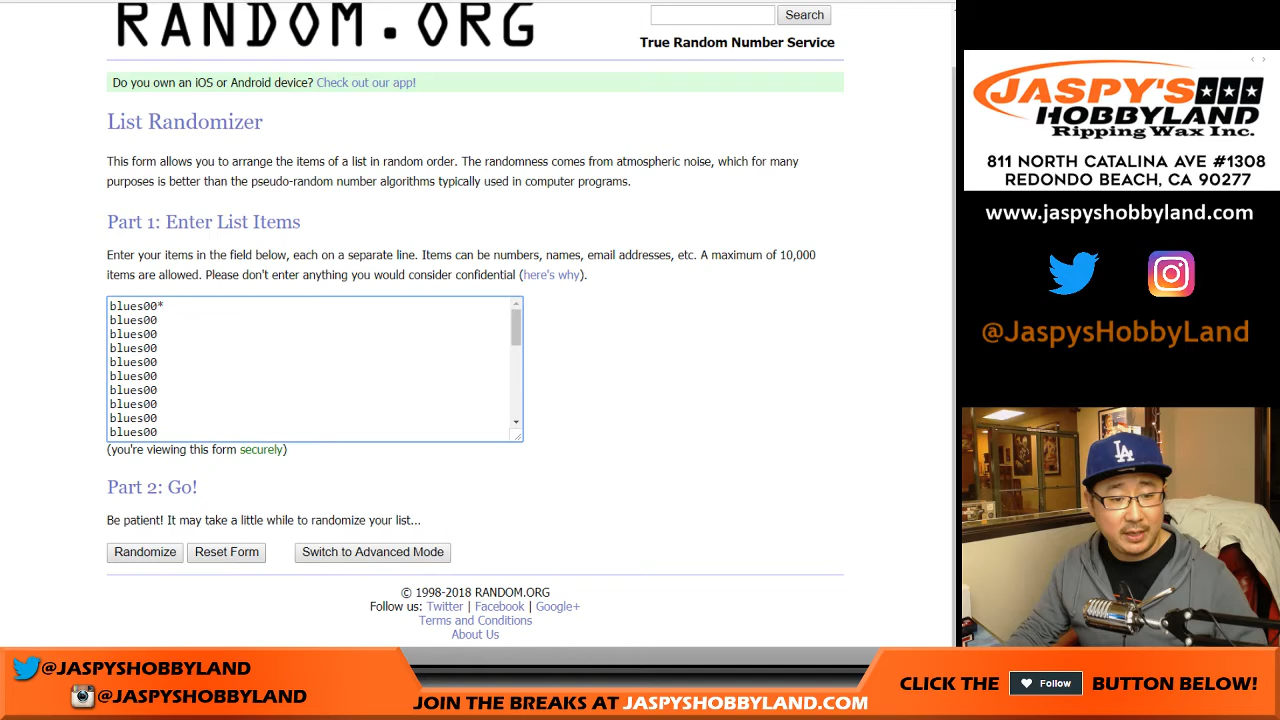 RANDOM.ORG
Search
True Random Number Service
Do you own an iOS or Android device? Check out our app!
List Randomizer
This form allows you to arrange the items of a list in random order. The randomness comes from atmospheric noise, which for many
purposes is better than the pseudo-random number algorithms typically used in computer programs.
Part 1: Enter List Items
Enter your items in the field below, each on a separate line. Items can be numbers, names, email addresses, etc. A maximum of 10,000
items are allowed. Please don't enter anything you would consider confidential (here's why).
blues00*
blues00
blues00
blues00
blues00
blues00
blues00
blues00
blues00
blues00
(you're viewing this form securely)
Part 2: Go!
Be patient! It may take a little while to randomize your list...
Randomize Reset Form Switch to Advanced Mode
© 1998-2018 RANDOM.ORG
Follow us: Twitter | Facebook | Google+
Terms and Conditions
About Us
JASPY'S
HOBBYLAND
Ripping Wax Inc.
811 NORTH CATALINA AVE #1308
REDONDO BEACH, CA 90277
www.jaspyshobbyland.com
@JaspysHobbyLand
LA
@JASPYSHOBBYLAND
@JASPYSHOBBYLAND
JOIN THE BREAKS AT JASPYSHOBBYLAND.COM
CLICK THE Follow BUTTON BELOW!